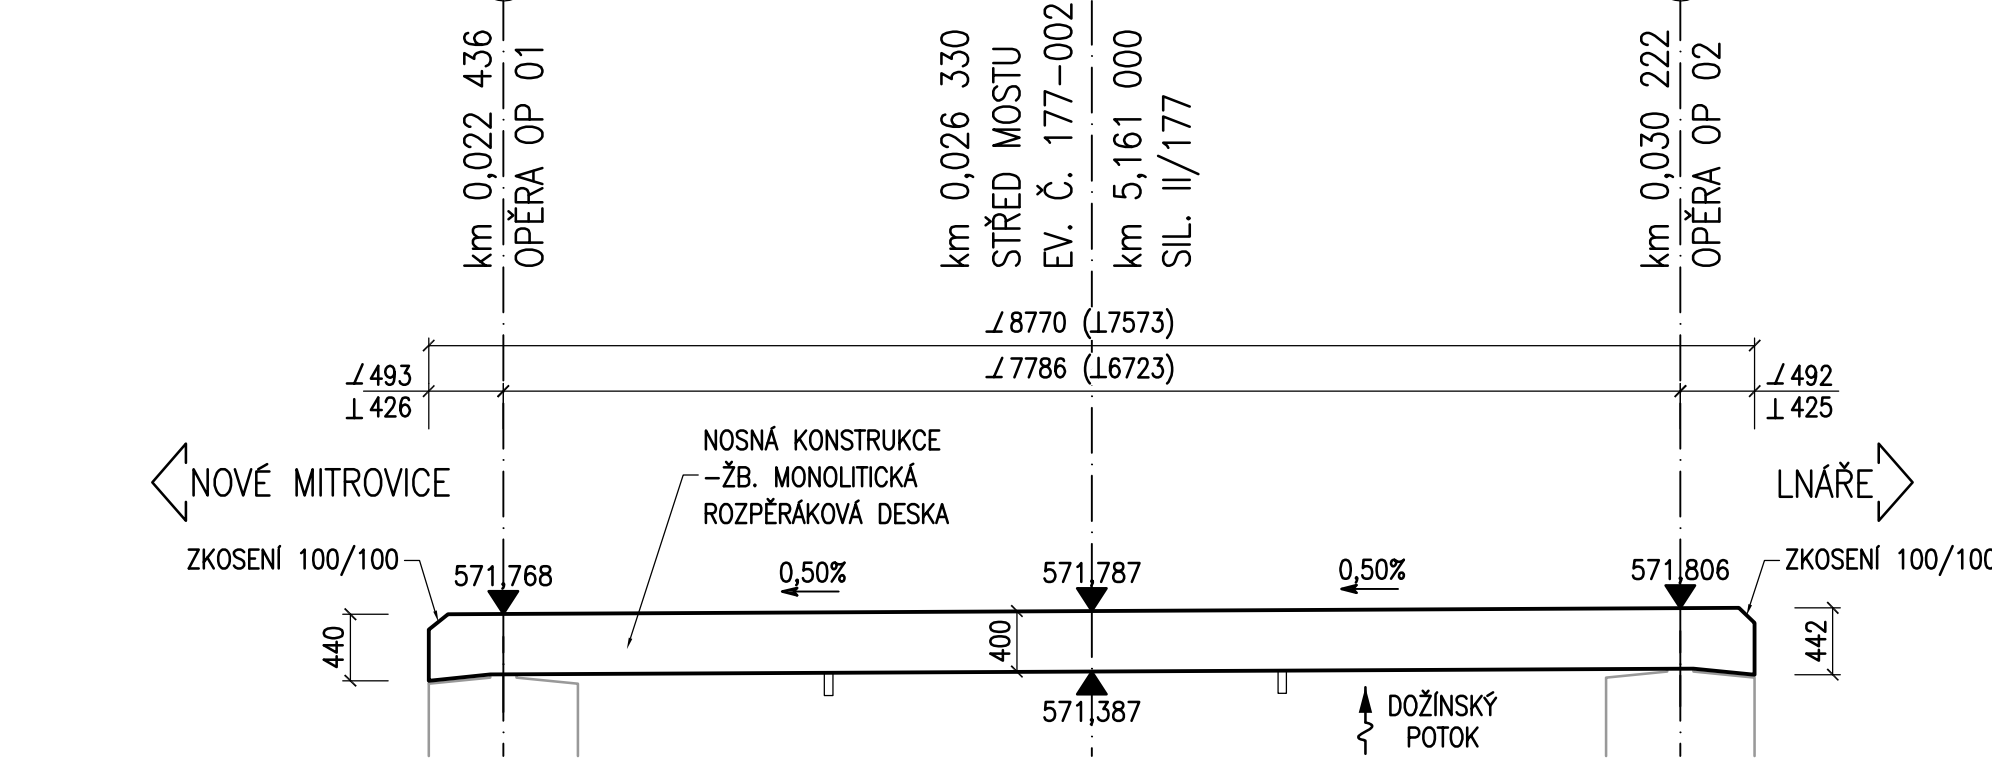 km 0,022 436
OPĚRA OP 01
km 0,026 330
STŘED MOSTU
EV. Č. 177-002
km 5,161 000
SIL. II/177
km 0,030 222
OPĚRA OP 02
8770 (⊥7573)
7786 (⊥6723)
493
⊥ 426
492
⊥ 425
NOSNÁ KONSTRUKCE
-ŽB. MONOLITICKÁ
ROZPĚRÁKOVÁ DESKA
NOVÉ MITROVICE
LNÁŘE
ZKOSENÍ 100/100
571,768
0,50%
571,787
0,50%
571,806
ZKOSENÍ 100/100
440
400
442
571,387
DOŽÍNSKÝ
POTOK